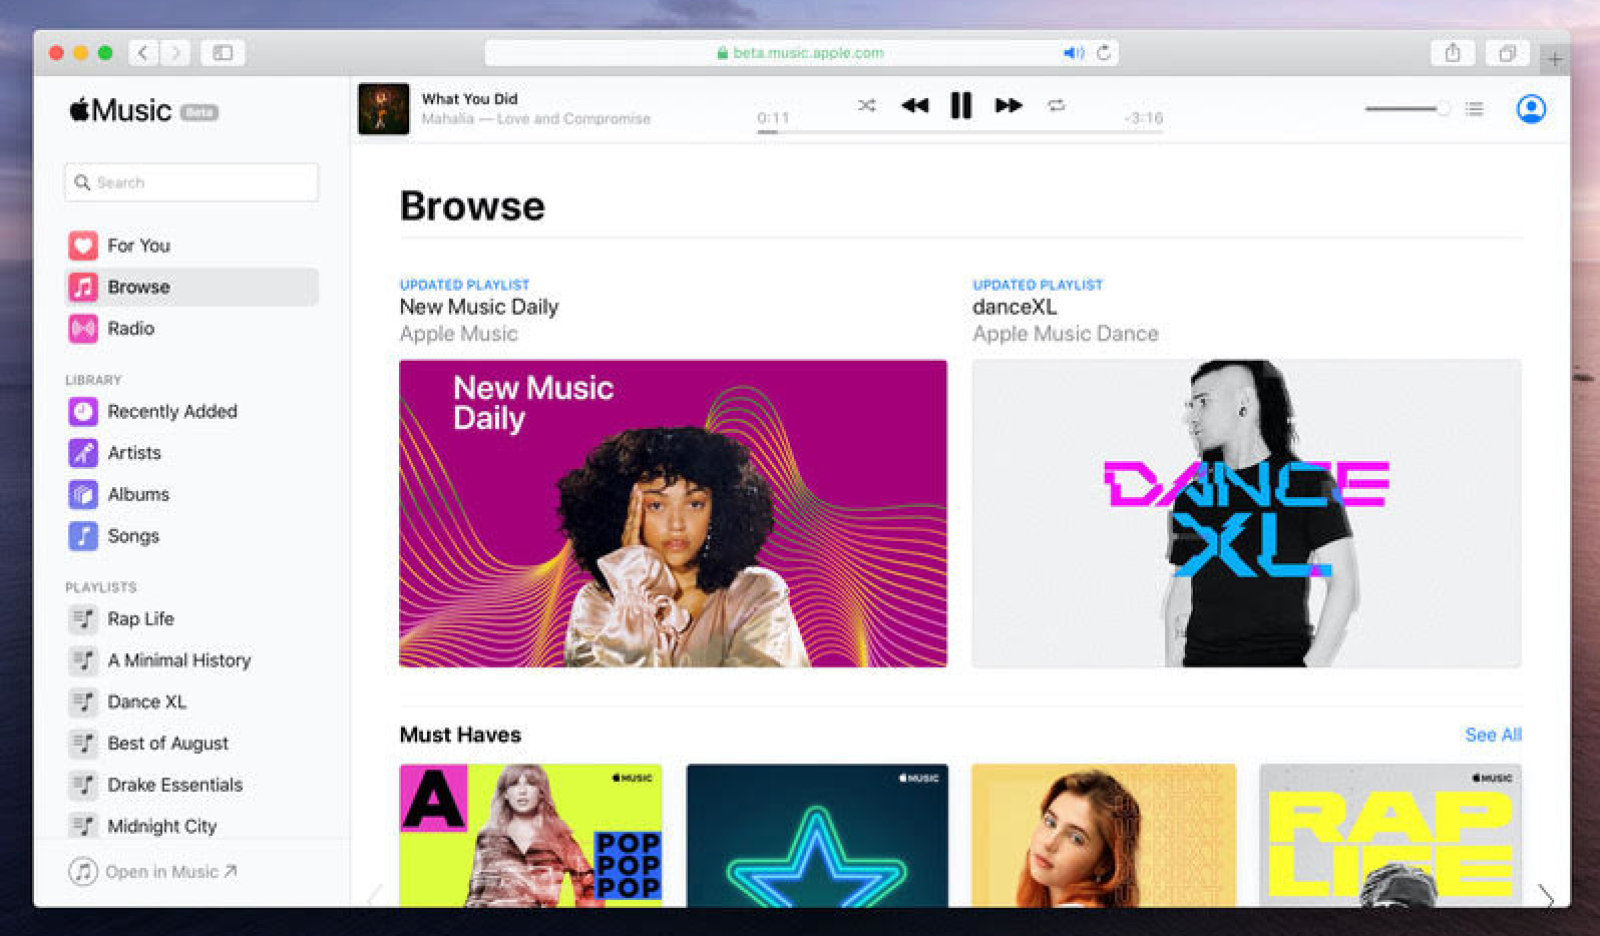 beta.music.apple.com
Music Beta
What You Did
Mahalia — Love and Compromise
0:11
-3:16
Search
For You
Browse
Radio
LIBRARY
Recently Added
Artists
Albums
Songs
PLAYLISTS
Rap Life
A Minimal History
Dance XL
Best of August
Drake Essentials
Midnight City
Open in Music ↗
Browse
UPDATED PLAYLIST
New Music Daily
Apple Music
New Music
Daily
UPDATED PLAYLIST
danceXL
Apple Music Dance
DANCE
XL
Must Haves
See All
A
MUSIC
POP
POP
POP
MUSIC
MUSIC
RAP
LIFE